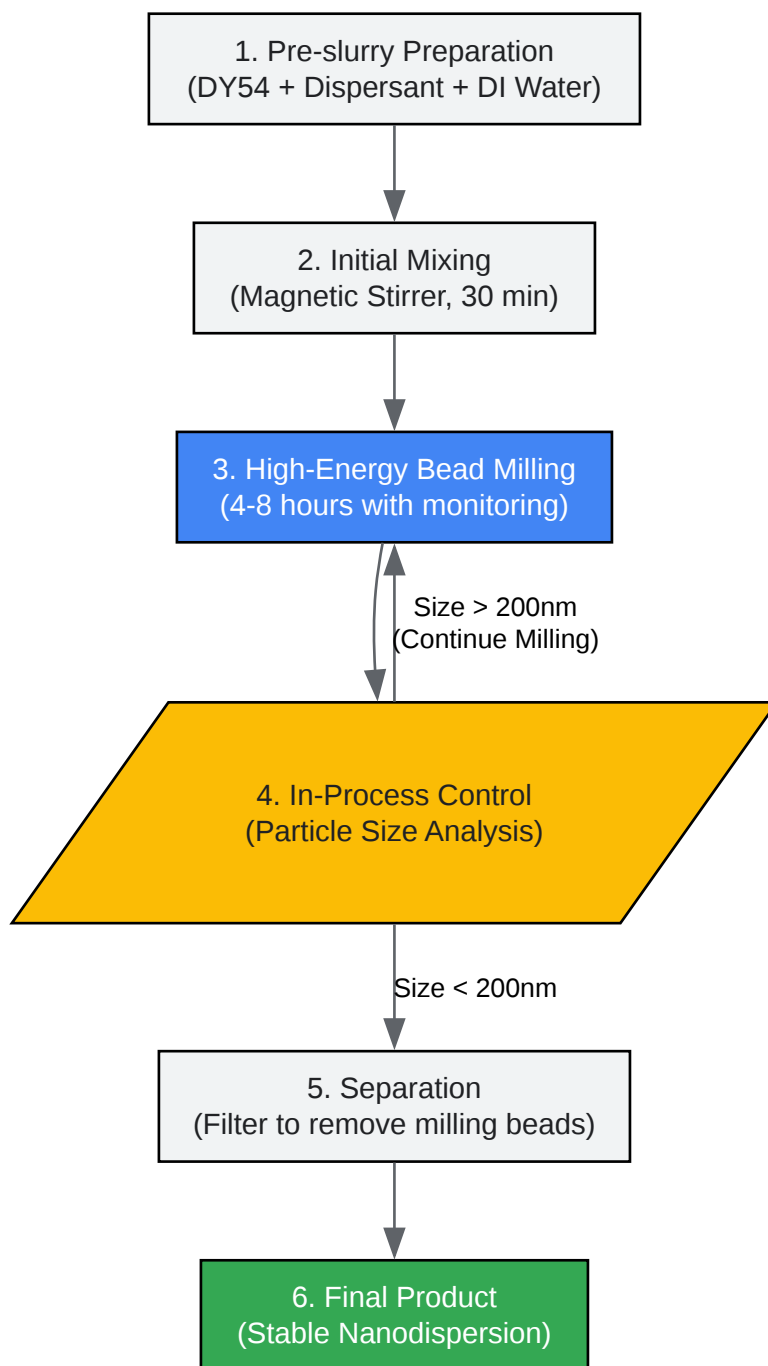 1. Pre-slurry Preparation
(DY54 + Dispersant + DI Water)
2. Initial Mixing
(Magnetic Stirrer, 30 min)
3. High-Energy Bead Milling
(4-8 hours with monitoring)
Size > 200nm
(Continue Milling)
4. In-Process Control
(Particle Size Analysis)
Size < 200nm
5. Separation
(Filter to remove milling beads)
6. Final Product
(Stable Nanodispersion)